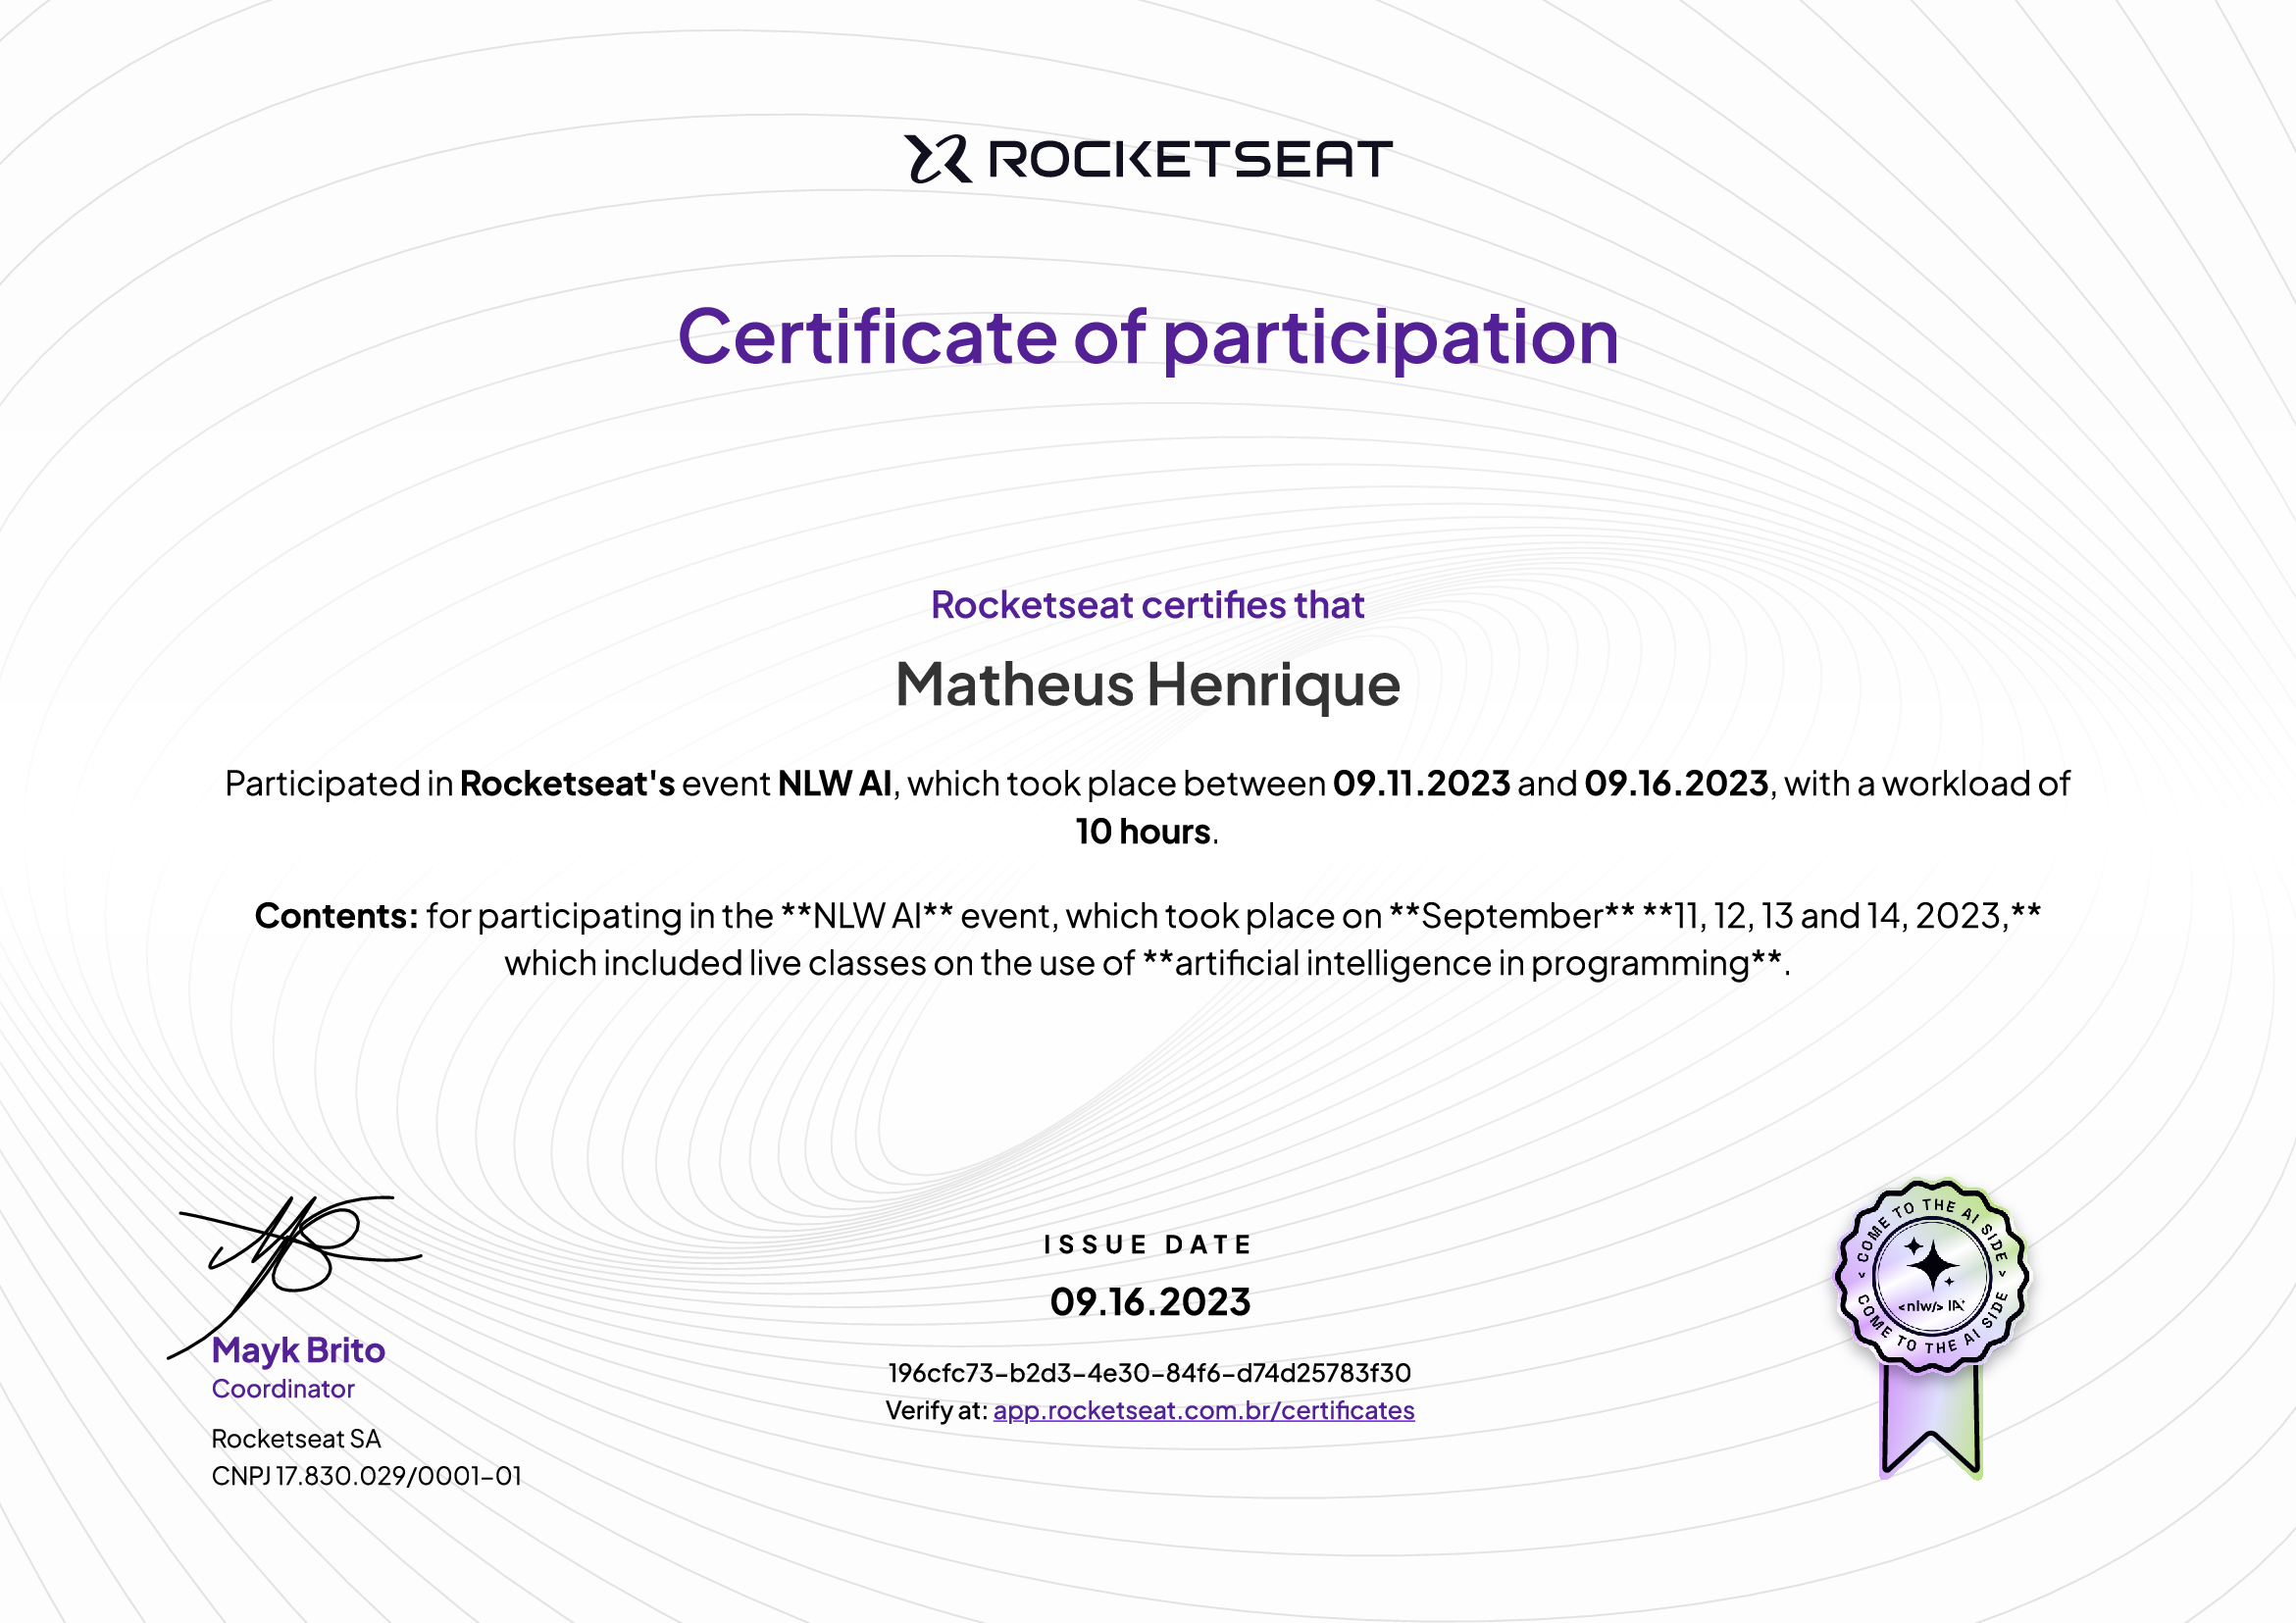 ROCKETSEAT
Certificate of participation
Rocketseat certifies that
Matheus Henrique
Participated in Rocketseat's event NLW AI, which took place between 09.11.2023 and 09.16.2023, with a workload of
10 hours.
Contents: for participating in the **NLW AI** event, which took place on **September** **11, 12, 13 and 14, 2023,**
which included live classes on the use of **artificial intelligence in programming**.
Mayk Brito
Coordinator
Rocketseat SA
CNPJ 17.830.029/0001-01
ISSUE DATE
09.16.2023
196cfc73-b2d3-4e30-84f6-d74d25783f30
Verify at: app.rocketseat.com.br/certificates
COME TO THE AI SIDE
<nlw/> IA
COME TO THE AI SIDE